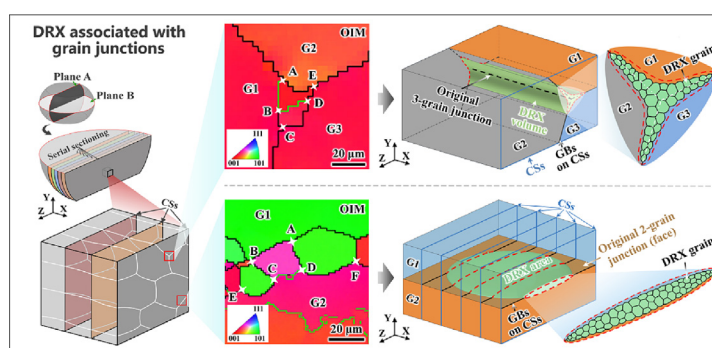 DRX associated with
grain junctions
Plane A
Plane B
Serial sectioning
Y
Z
X
CSs
OIM
G2
A
E
G1
B
D
C
G3
111
001
101
20 μm
Original
3-grain junction
DRX
volume
G1
G2
G3
CSs
GBs
on CSs
Y
Z
X
G1
DRX grain
G2
G3
G1
OIM
A
B
C
D
E
F
G2
111
001
101
20 μm
CSs
G1
G2
DRX area
Original 2-grain
junction (face)
GBs
on CSs
DRX grain
Y
Z
X